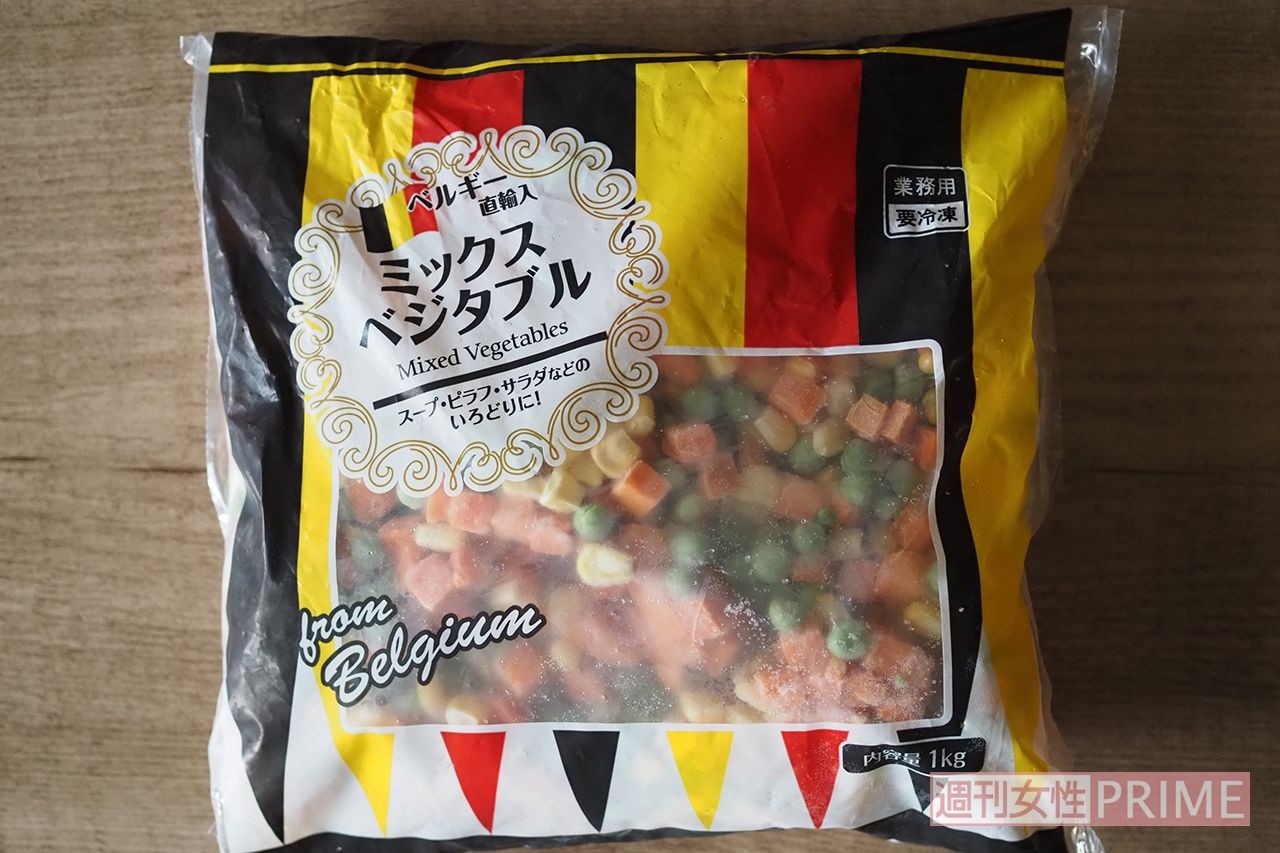 ベルギー
直輸入
ミックス
ベジタブル
Mixed Vegetables
スープ・ピラフ・サラダなどの
いろどりに!
業務用
要冷凍
from
Belgium
内容量 1kg
週刊女性PRIME